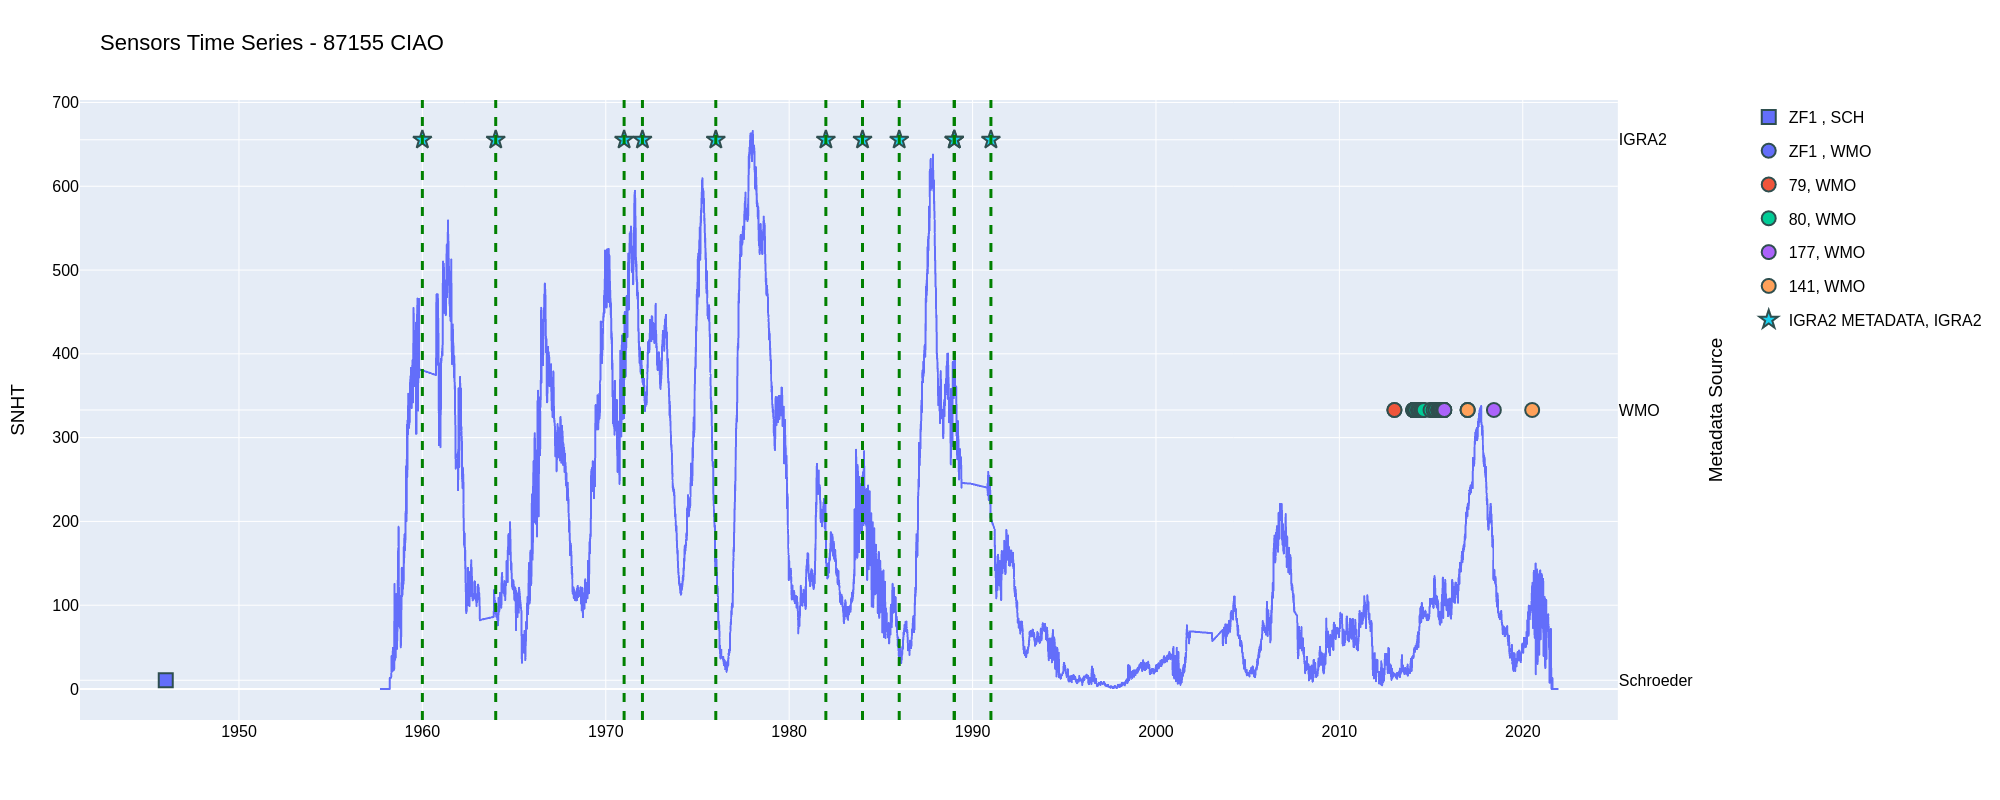 Sensors Time Series - 87155 CIAO
SNHT
700
600
500
400
300
200
100
0
1950
1960
1970
1980
1990
2000
2010
2020
IGRA2
WMO
Schroeder
Metadata Source
ZF1 , SCH
ZF1 , WMO
79, WMO
80, WMO
177, WMO
141, WMO
IGRA2 METADATA, IGRA2